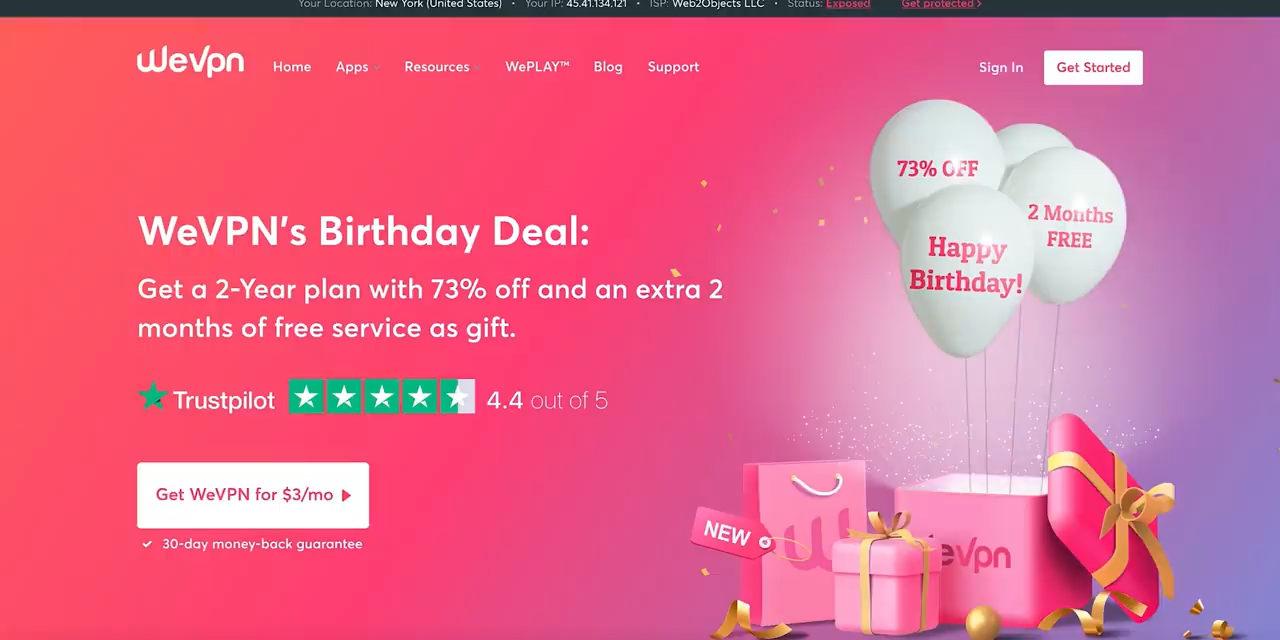 Your Location: New York (United States) • Your IP: 45.41.134.121 • ISP: Web2Objects LLC • Status: Exposed Get protected >
WeVpn Home Apps Resources WePLAY™ Blog Support Sign In Get Started
73% OFF
2 Months
FREE
Happy
Birthday!
WeVPN's Birthday Deal:
Get a 2-Year plan with 73% off and an extra 2
months of free service as gift.
Trustpilot 4.4 out of 5
Get WeVPN for $3/mo
30-day money-back guarantee
NEW
eVpn